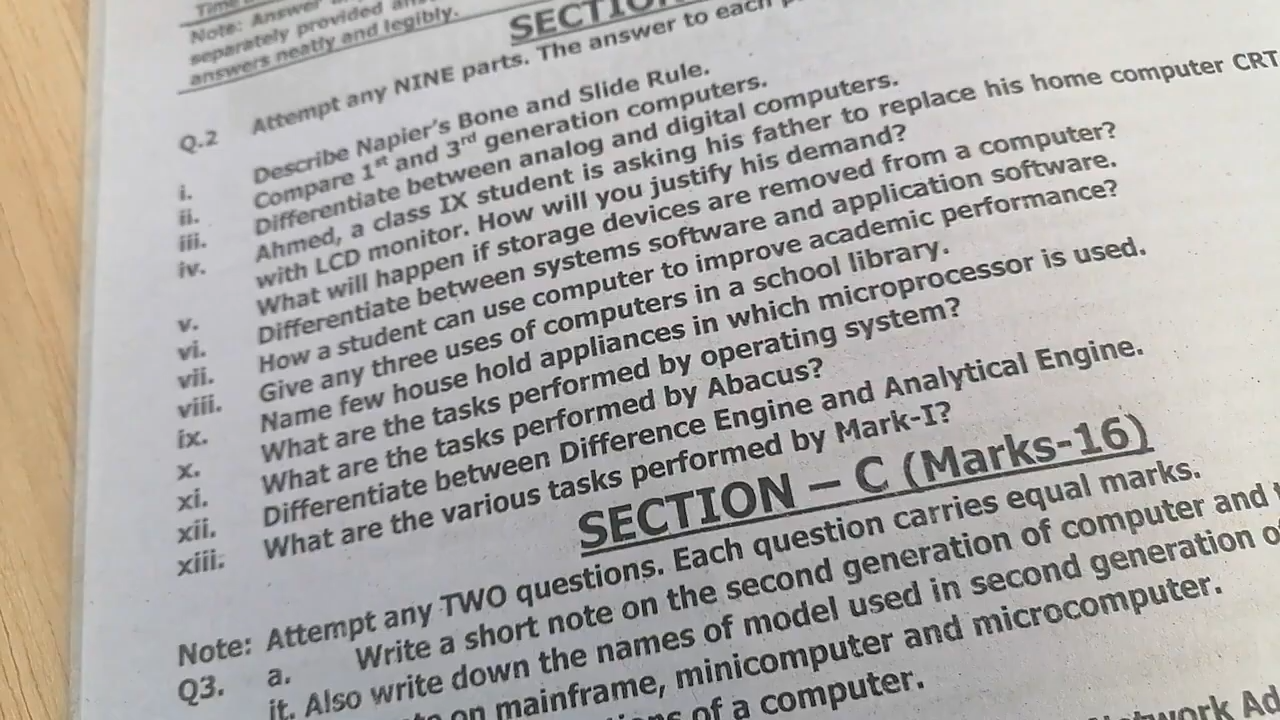 Note: Answer
separately provided
answers neatly and legibly.
Q.2 Attempt any NINE parts. The answer to each
i. Describe Napier's Bone and Slide Rule.
ii. Compare 1st and 3rd generation computers.
iii. Differentiate between analog and digital computers.
iv. Ahmed, a class IX student is asking his father to replace his home computer CRT
with LCD monitor. How will you justify his demand?
v. What will happen if storage devices are removed from a computer?
vi. Differentiate between systems software and application software.
vii. How a student can use computer to improve academic performance?
viii. Give any three uses of computers in a school library.
ix. Name few house hold appliances in which microprocessor is used.
x. What are the tasks performed by operating system?
xi. What are the tasks performed by Abacus?
xii. Differentiate between Difference Engine and Analytical Engine.
xiii. What are the various tasks performed by Mark-I?
SECTION – C (Marks-16)
Note: Attempt any TWO questions. Each question carries equal marks.
Q3. a. Write a short note on the second generation of computer and
it. Also write down the names of model used in second generation
on mainframe, minicomputer and microcomputer.
of a computer.